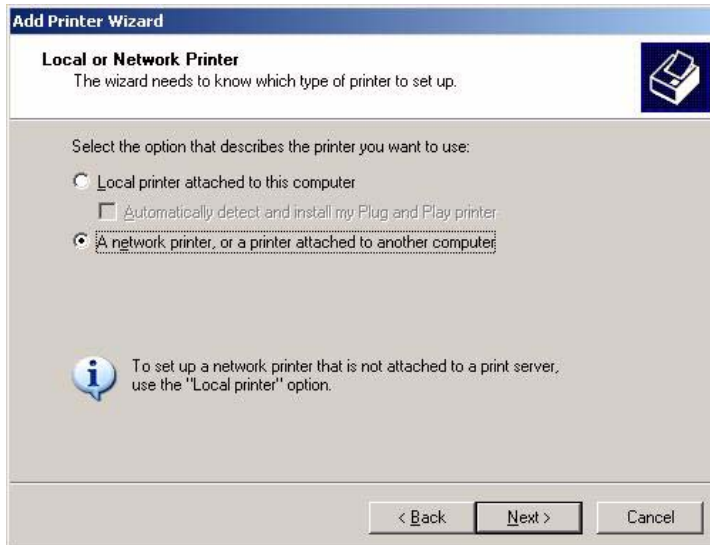 Add Printer Wizard
Local or Network Printer
The wizard needs to know which type of printer to set up.
Select the option that describes the printer you want to use:
Local printer attached to this computer
Automatically detect and install my Plug and Play printer
A network printer, or a printer attached to another computer
To set up a network printer that is not attached to a print server,
use the "Local printer" option.
< Back
Next >
Cancel